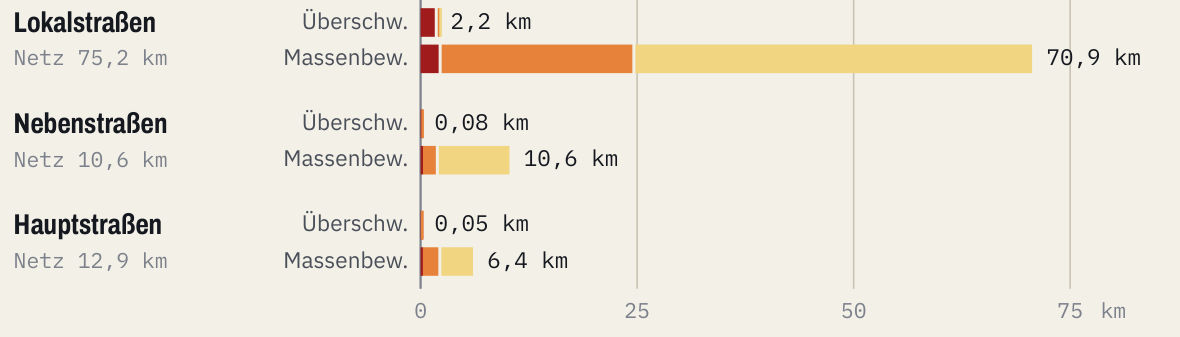 Lokalstraßen Überschw. 2,2 km
Netz 75,2 km Massenbew. 70,9 km
Nebenstraßen Überschw. 0,08 km
Netz 10,6 km Massenbew. 10,6 km
Hauptstraßen Überschw. 0,05 km
Netz 12,9 km Massenbew. 6,4 km
0 25 50 75 km